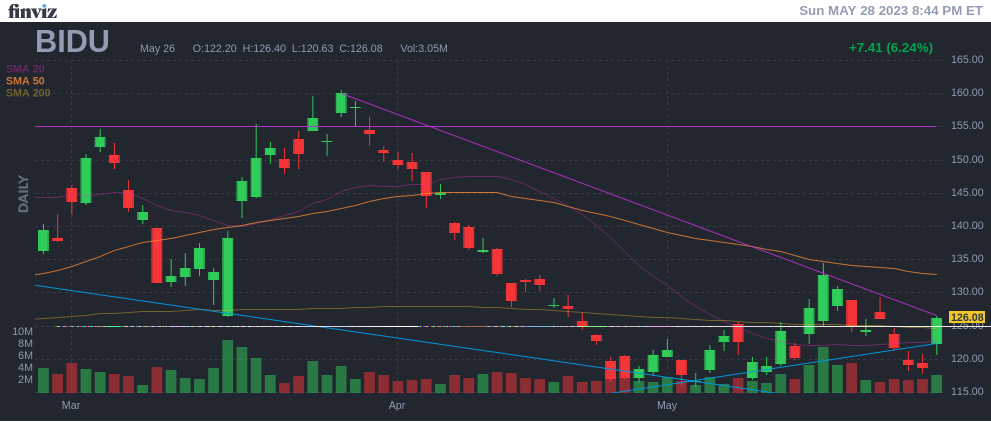 finviz
Sun MAY 28 2023 8:44 PM ET
BIDU
May 26 O:122.20 H:126.40 L:120.63 C:126.08 Vol:3.05M
+7.41 (6.24%)
SMA 20
SMA 50
SMA 200
DAILY
165.00
160.00
155.00
150.00
145.00
140.00
135.00
130.00
126.08
125.00
120.00
115.00
10M
8M
6M
4M
2M
Mar
Apr
May